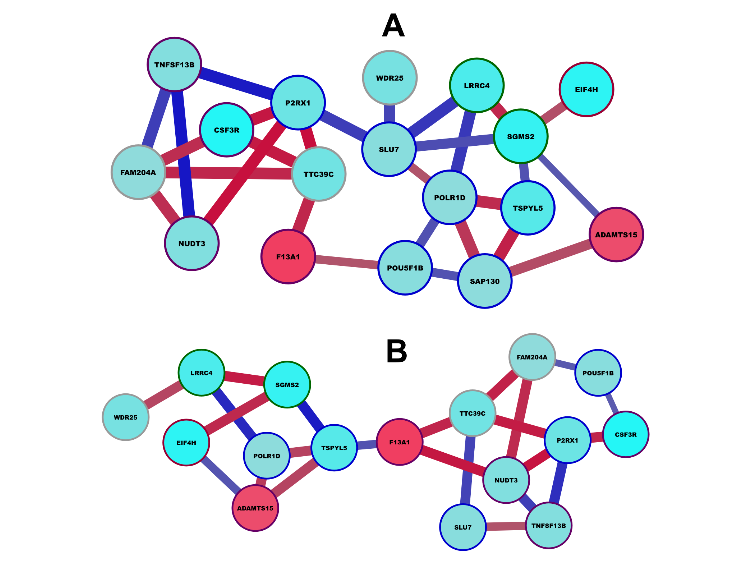 A
TNFSF13B
WDR25
LRRC4
EIF4H
P2RX1
CSF3R
SGMS2
SLU7
FAM204A
TTC39C
POLR1D
TSPYL5
NUDT3
ADAMTS15
F13A1
POU5F1B
SAP130
B
FAM204A
LRRC4
POU5F1B
SGMS2
WDR25
TTC39C
EIF4H
F13A1
P2RX1
CSF3R
POLR1D
TSPYL5
NUDT3
ADAMTS15
SLU7
TNFSF13B